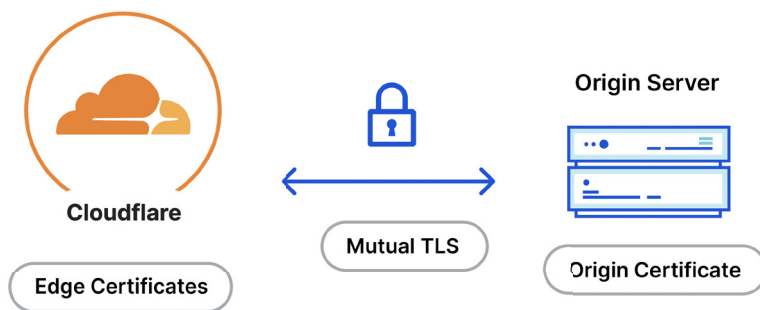 Cloudflare
Edge Certificates
Mutual TLS
Origin Server
Origin Certificate